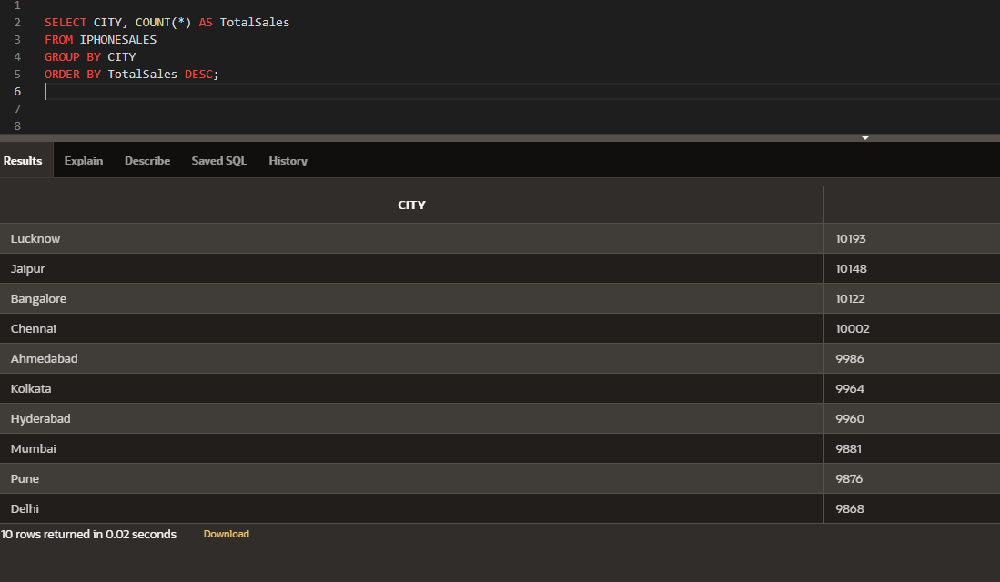 1
2 SELECT CITY, COUNT(*) AS TotalSales
3 FROM IPHONESALES
4 GROUP BY CITY
5 ORDER BY TotalSales DESC;
6
7
8
Results Explain Describe Saved SQL History
CITY
Lucknow 10193
Jaipur 10148
Bangalore 10122
Chennai 10002
Ahmedabad 9986
Kolkata 9964
Hyderabad 9960
Mumbai 9881
Pune 9876
Delhi 9868
10 rows returned in 0.02 seconds Download